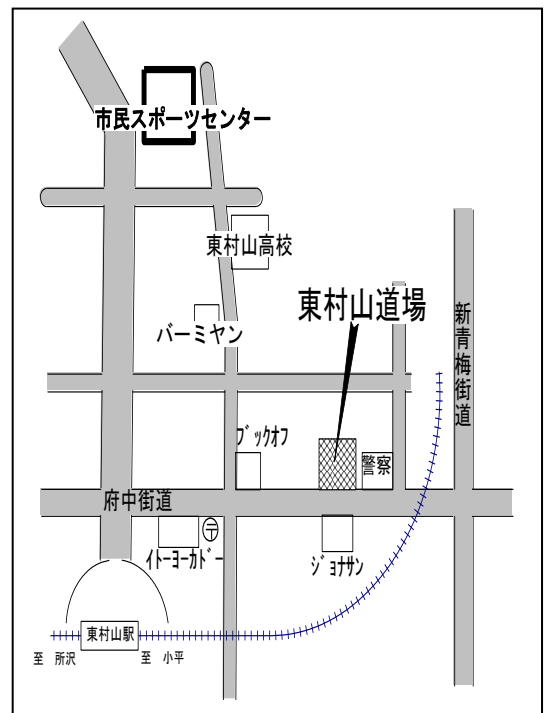 市民スポーツセンター
東村山高校
東村山道場
バーミヤン
新青梅街道
ブックオフ
警察
府中街道
〒
イトーヨーカドー
ジョナサン
東村山駅
至 所沢
至 小平